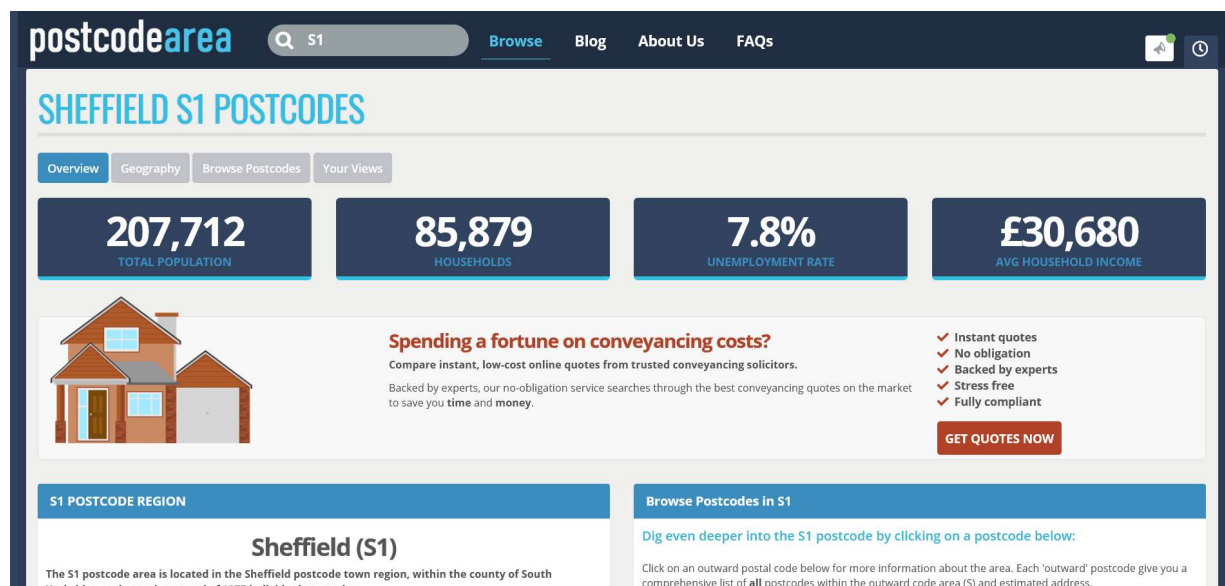 postcodearea
S1
Browse
Blog
About Us
FAQs
SHEFFIELD S1 POSTCODES
Overview
Geography
Browse Postcodes
Your Views
207,712
TOTAL POPULATION
85,879
HOUSEHOLDS
7.8%
UNEMPLOYMENT RATE
£30,680
AVG HOUSEHOLD INCOME
Spending a fortune on conveyancing costs?
Compare instant, low-cost online quotes from trusted conveyancing solicitors.
Backed by experts, our no-obligation service searches through the best conveyancing quotes on the market
to save you time and money.
Instant quotes
No obligation
Backed by experts
Stress free
Fully compliant
GET QUOTES NOW
S1 POSTCODE REGION
Sheffield (S1)
The S1 postcode area is located in the Sheffield postcode town region, within the county of South
Browse Postcodes in S1
Dig even deeper into the S1 postcode by clicking on a postcode below:
Click on an outward postal code below for more information about the area. Each 'outward' postcode give you a
comprehensive list of all postcodes within the outward code area (S) and estimated address.